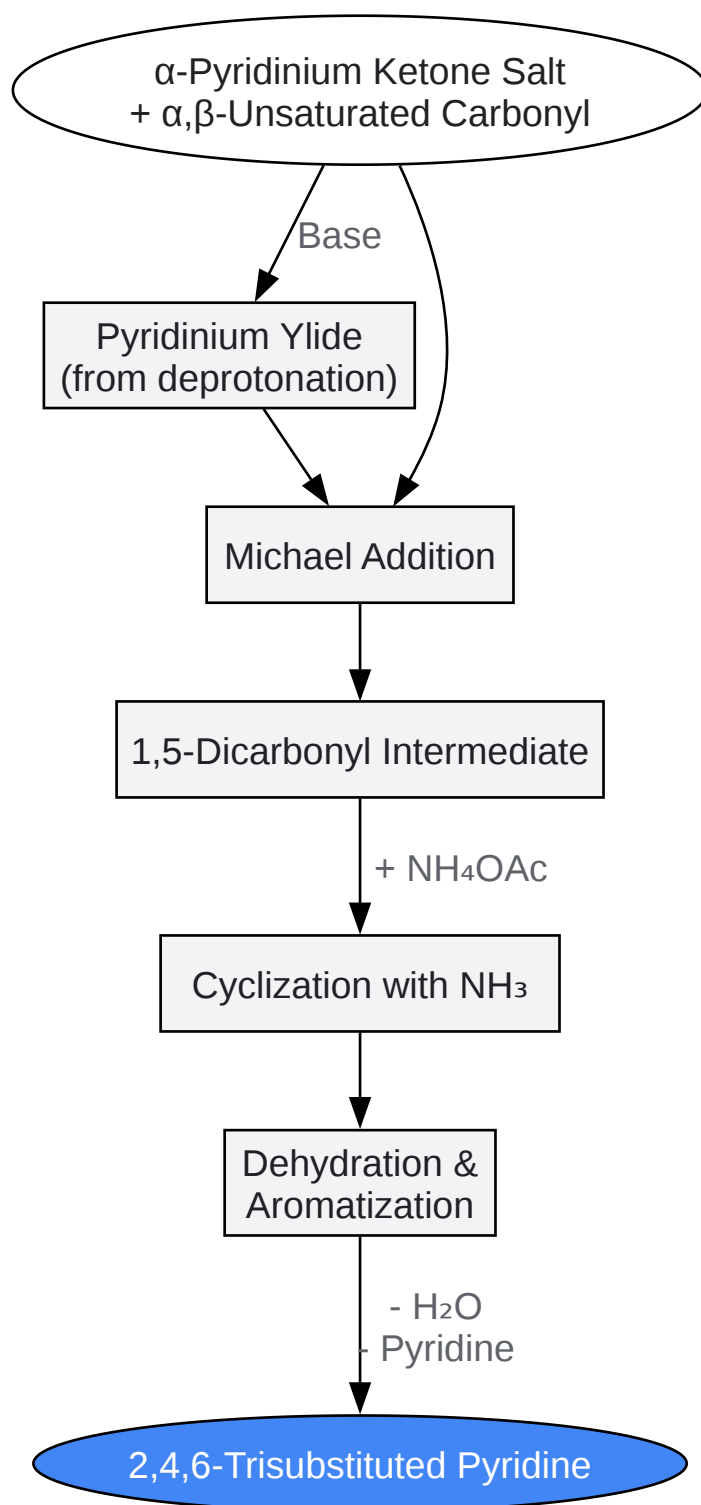 α-Pyridinium Ketone Salt
+ α,β-Unsaturated Carbonyl
Base
Pyridinium Ylide
(from deprotonation)
Michael Addition
1,5-Dicarbonyl Intermediate
+ NH₄OAc
Cyclization with NH₃
Dehydration &
Aromatization
- H₂O
- Pyridine
2,4,6-Trisubstituted Pyridine